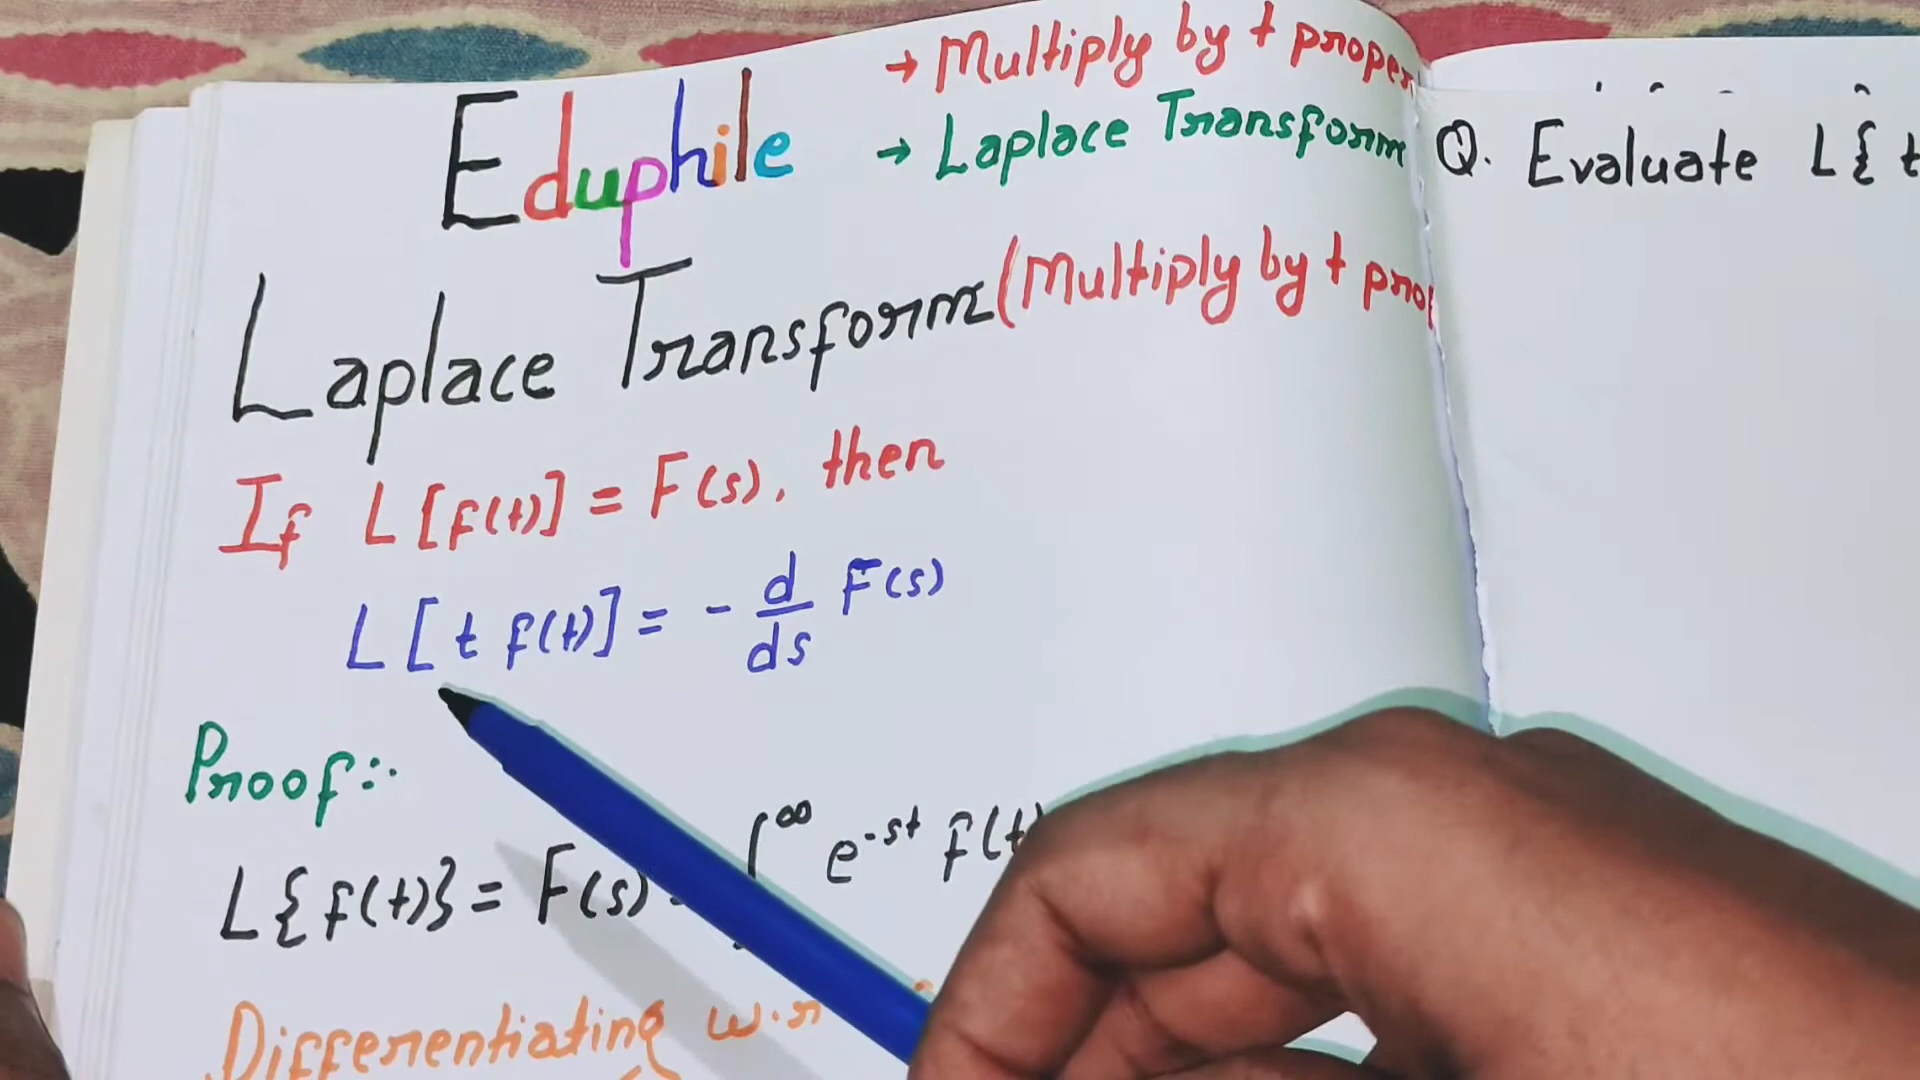 Eduphile
→ Multiply by t
→ Laplace Transform
Laplace Transform (Multiply by t
If L[f(t)] = F(s), then
L[t f(t)] = - d/ds F(s)
Proof :-
L{f(t)} = F(s) ∫^∞ e^-st f(t)
Differentiating w.r
Q. Evaluate L{t